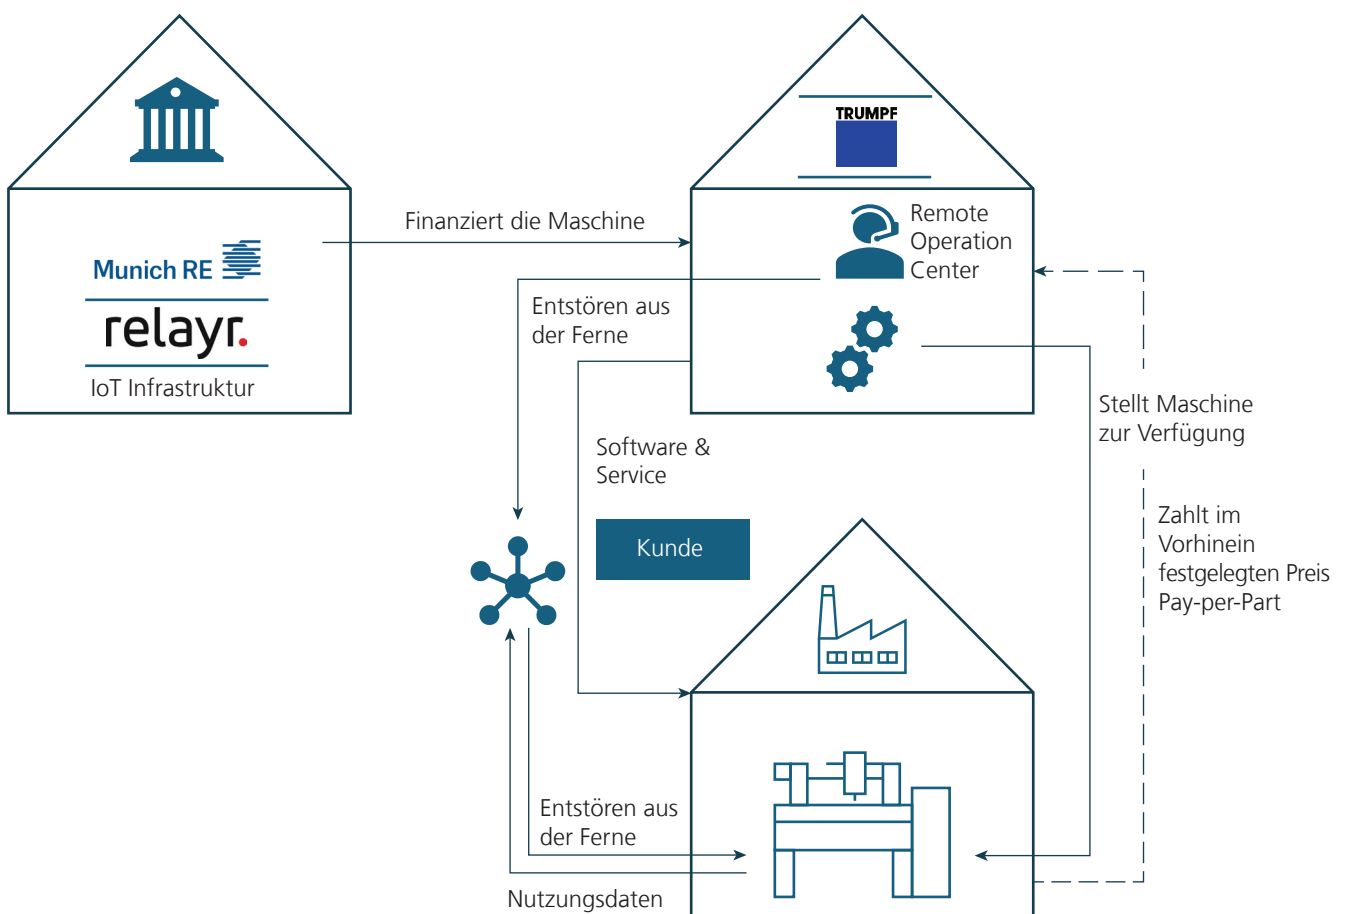 TRUMPF
Finanziert die Maschine
Remote
Operation
Center
Munich RE
relayr.
IoT Infrastruktur
Entstören aus
der Ferne
Stellt Maschine
zur Verfügung
Software &
Service
Kunde
Zahlt im
Vorhinein
festgelegten Preis
Pay-per-Part
Entstören aus
der Ferne
Nutzungsdaten